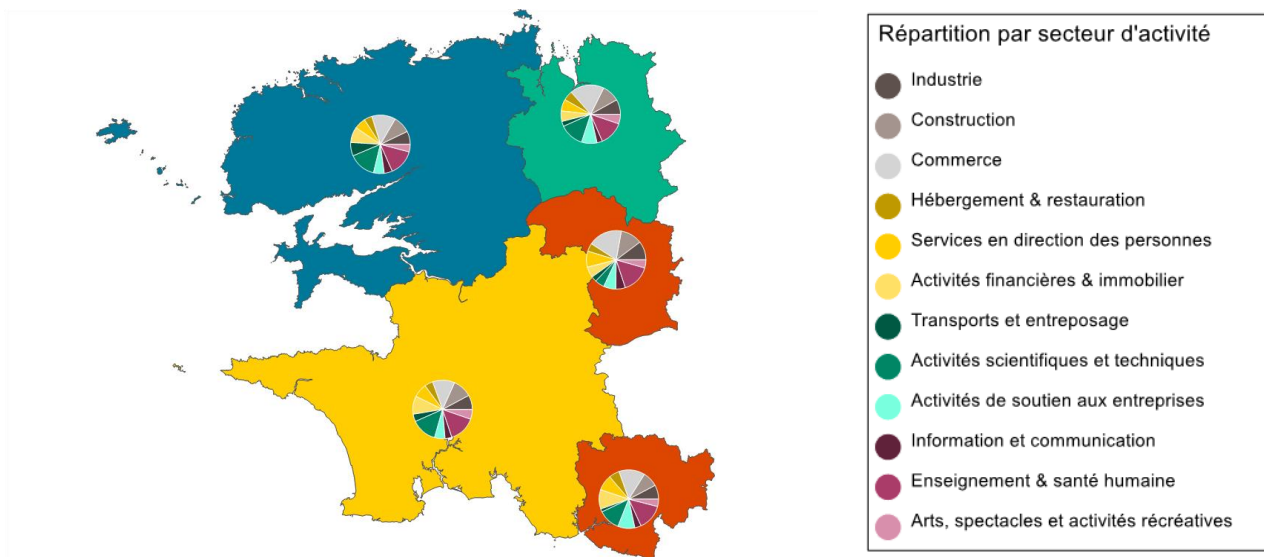 Répartition par secteur d'activité
Industrie
Construction
Commerce
Hébergement & restauration
Services en direction des personnes
Activités financières & immobilier
Transports et entreposage
Activités scientifiques et techniques
Activités de soutien aux entreprises
Information et communication
Enseignement & santé humaine
Arts, spectacles et activités récréatives